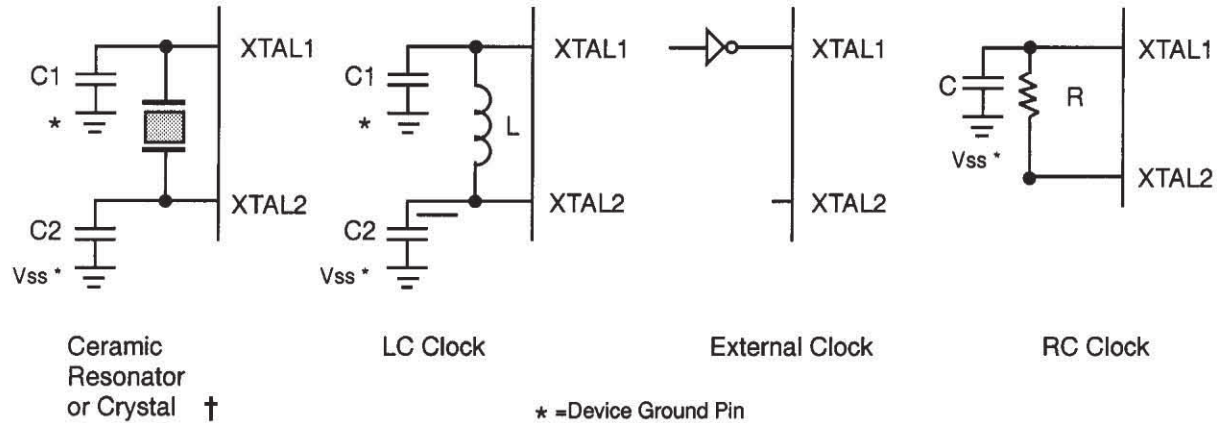 XTAL1
C1
*
XTAL2
C2
Vss *
Ceramic
Resonator
or Crystal †
XTAL1
C1
*
L
XTAL2
C2
Vss *
LC Clock
XTAL1
XTAL2
External Clock
XTAL1
C
R
Vss *
XTAL2
RC Clock
* =Device Ground Pin